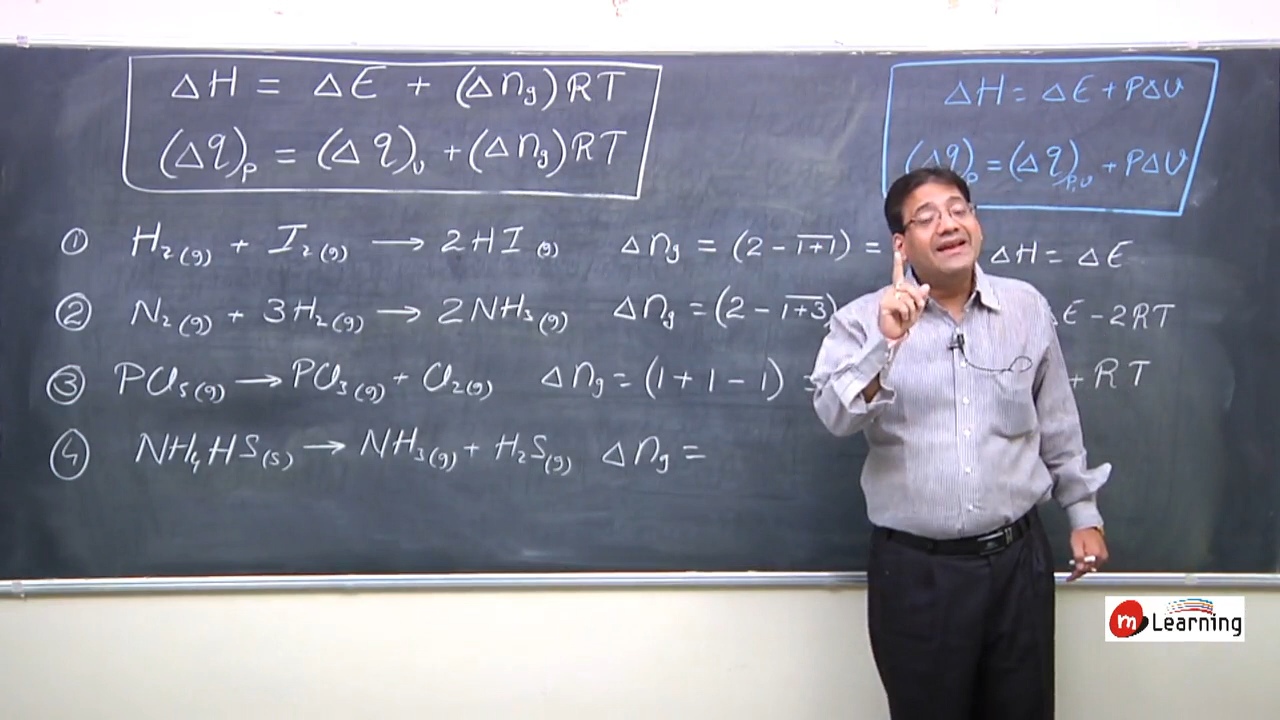 ΔH = ΔE + (Δng)RT
(Δq)p = (Δq)v + (Δng)RT
ΔH = ΔE + PΔV
(Δq)p = (Δq)p,v + PΔV
① H2(g) + I2(g) → 2HI(g) Δng = (2 - 1+1) = ΔH = ΔE
② N2(g) + 3H2(g) → 2NH3(g) Δng = (2 - 1+3) E - 2RT
③ PCl5(g) → PCl3(g) + Cl2(g) Δng = (1 + 1 - 1) = + RT
④ NH4HS(s) → NH3(g) + H2S(g) Δng =
m Learning